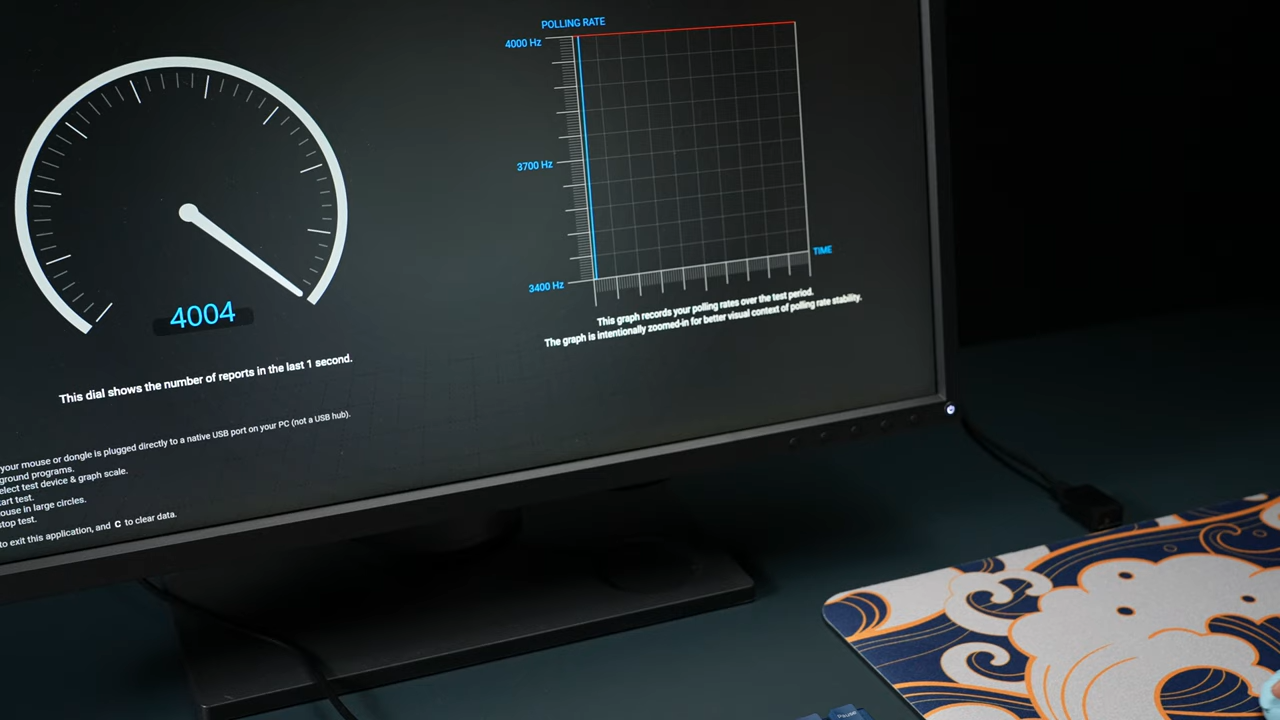 POLLING RATE
4000 Hz
3700 Hz
3400 Hz
TIME
4004
This graph records your polling rates over the test period.
The graph is intentionally zoomed-in for better visual context of polling rate stability.
This dial shows the number of reports in the last 1 second.
your mouse or dongle is plugged directly to a native USB port on your PC (not a USB hub).
ground programs.
elect test device & graph scale.
art test.
ouse in large circles.
stop test.
to exit this application, and C to clear data.
Pause